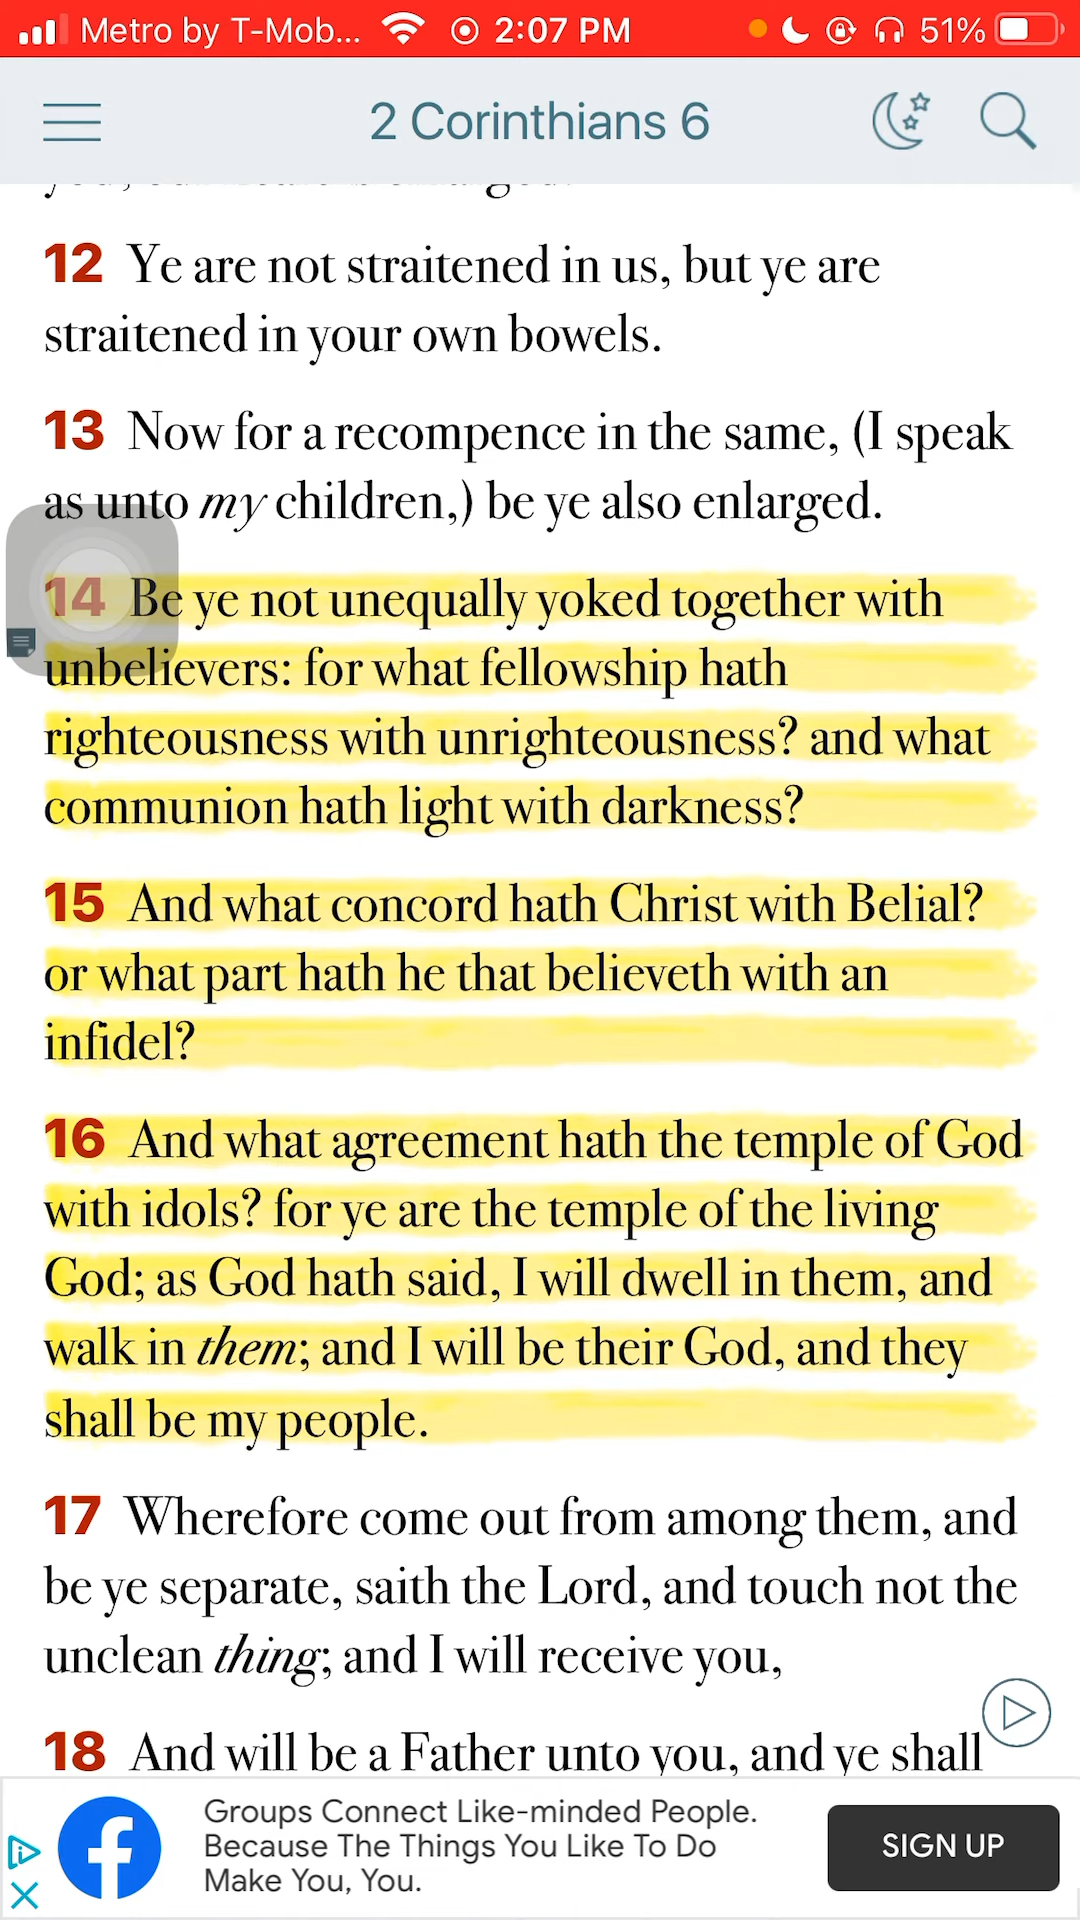 Metro by T-Mob... 2:07 PM 51%
2 Corinthians 6
12 Ye are not straitened in us, but ye are
straitened in your own bowels.
13 Now for a recompence in the same, (I speak
as unto my children,) be ye also enlarged.
14 Be ye not unequally yoked together with
unbelievers: for what fellowship hath
righteousness with unrighteousness? and what
communion hath light with darkness?
15 And what concord hath Christ with Belial?
or what part hath he that believeth with an
infidel?
16 And what agreement hath the temple of God
with idols? for ye are the temple of the living
God; as God hath said, I will dwell in them, and
walk in them; and I will be their God, and they
shall be my people.
17 Wherefore come out from among them, and
be ye separate, saith the Lord, and touch not the
unclean thing; and I will receive you,
18 And will be a Father unto you, and ye shall
Groups Connect Like-minded People.
Because The Things You Like To Do
Make You, You.
SIGN UP